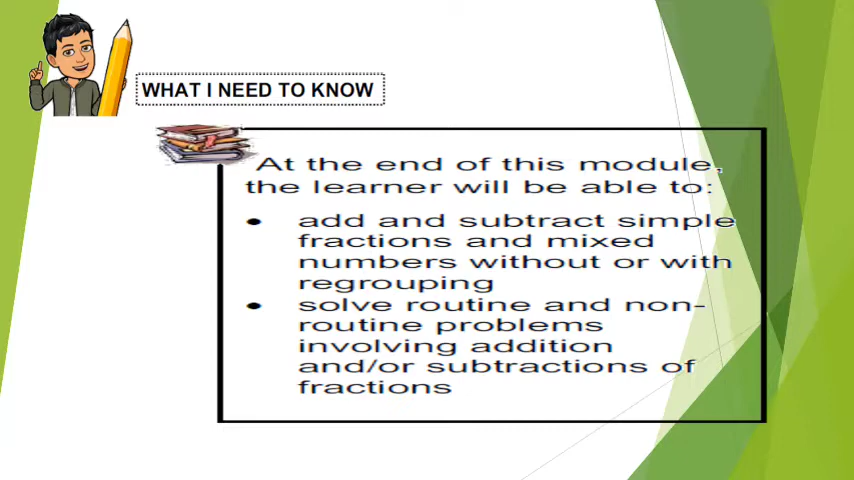 WHAT I NEED TO KNOW
At the end of this module,
the learner will be able to:
• add and subtract simple
fractions and mixed
numbers without or with
regrouping
• solve routine and non-
routine problems
involving addition
and/or subtractions of
fractions